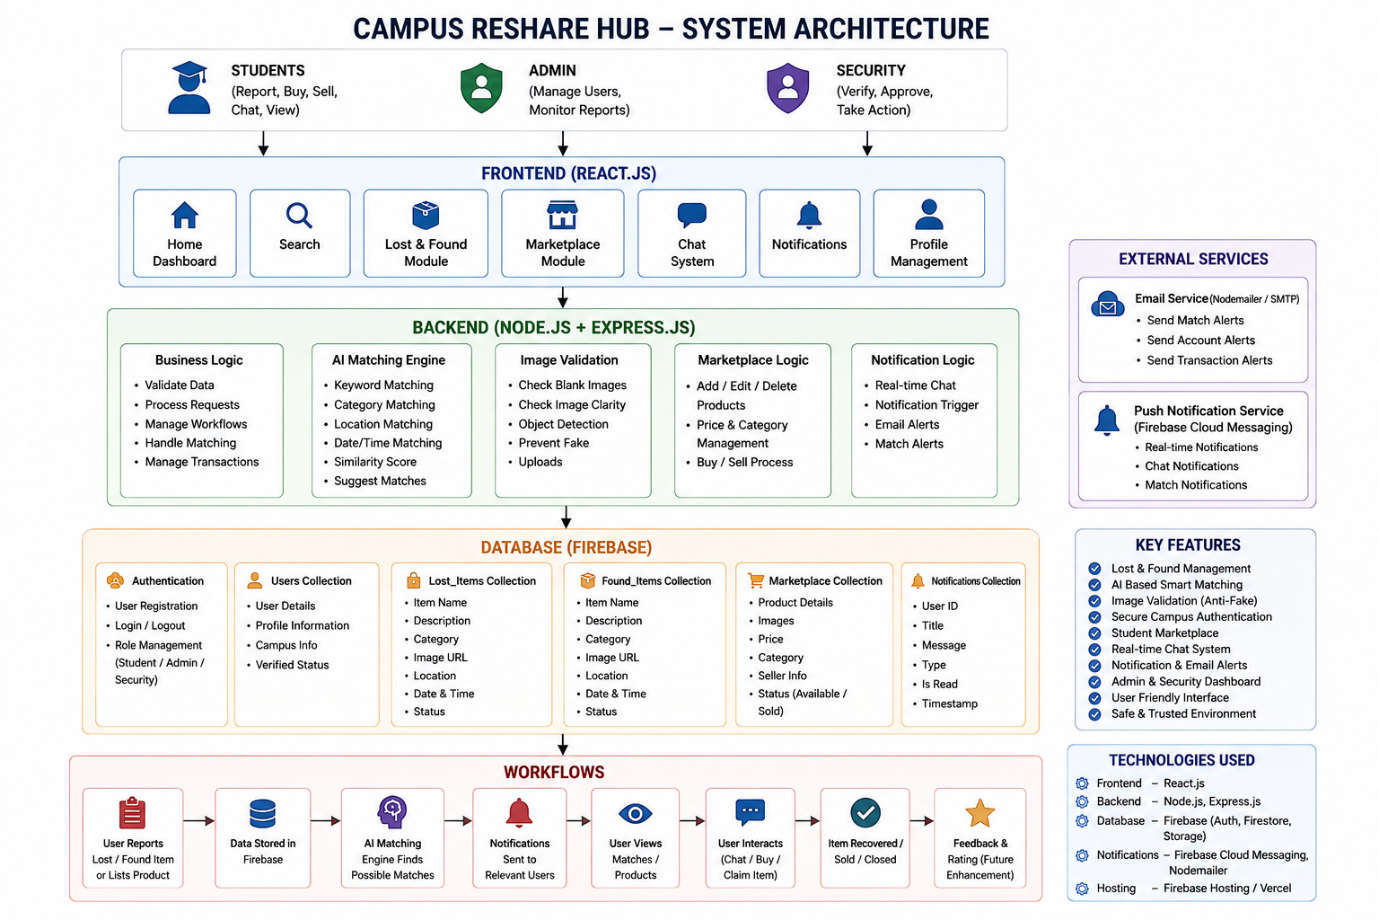 CAMPUS RESHARE HUB – SYSTEM ARCHITECTURE
STUDENTS
(Report, Buy, Sell,
Chat, View)
ADMIN
(Manage Users,
Monitor Reports)
SECURITY
(Verify, Approve,
Take Action)
FRONTEND (REACT.JS)
Home
Dashboard
Search
Lost & Found
Module
Marketplace
Module
Chat
System
Notifications
Profile
Management
BACKEND (NODE.JS + EXPRESS.JS)
Business Logic
• Validate Data
• Process Requests
• Manage Workflows
• Handle Matching
• Manage Transactions
AI Matching Engine
• Keyword Matching
• Category Matching
• Location Matching
• Date/Time Matching
• Similarity Score
• Suggest Matches
Image Validation
• Check Blank Images
• Check Image Clarity
• Object Detection
• Prevent Fake
• Uploads
Marketplace Logic
• Add / Edit / Delete
Products
• Price & Category
Management
• Buy / Sell Process
Notification Logic
• Real-time Chat
• Notification Trigger
• Email Alerts
• Match Alerts
DATABASE (FIREBASE)
Authentication
• User Registration
• Login / Logout
• Role Management
(Student / Admin /
Security)
Users Collection
• User Details
• Profile Information
• Campus Info
• Verified Status
Lost_Items Collection
• Item Name
• Description
• Category
• Image URL
• Location
• Date & Time
• Status
Found_Items Collection
• Item Name
• Description
• Category
• Image URL
• Location
• Date & Time
• Status
Marketplace Collection
• Product Details
• Images
• Price
• Category
• Seller Info
• Status (Available /
Sold)
Notifications Collection
• User ID
• Title
• Message
• Type
• Is Read
• Timestamp
WORKFLOWS
User Reports
Lost / Found Item
or Lists Product
Data Stored in
Firebase
AI Matching
Engine Finds
Possible Matches
Notifications
Sent to
Relevant Users
User Views
Matches /
Products
User Interacts
(Chat / Buy /
Claim Item)
Item Recovered /
Sold / Closed
Feedback &
Rating (Future
Enhancement)
EXTERNAL SERVICES
Email Service (Nodemailer / SMTP)
• Send Match Alerts
• Send Account Alerts
• Send Transaction Alerts
Push Notification Service
(Firebase Cloud Messaging)
• Real-time Notifications
• Chat Notifications
• Match Notifications
KEY FEATURES
Lost & Found Management
AI Based Smart Matching
Image Validation (Anti-Fake)
Secure Campus Authentication
Student Marketplace
Real-time Chat System
Notification & Email Alerts
Admin & Security Dashboard
User Friendly Interface
Safe & Trusted Environment
TECHNOLOGIES USED
Frontend – React.js
Backend – Node.js, Express.js
Database – Firebase (Auth, Firestore,
Storage)
Notifications – Firebase Cloud Messaging,
Nodemailer
Hosting – Firebase Hosting / Vercel